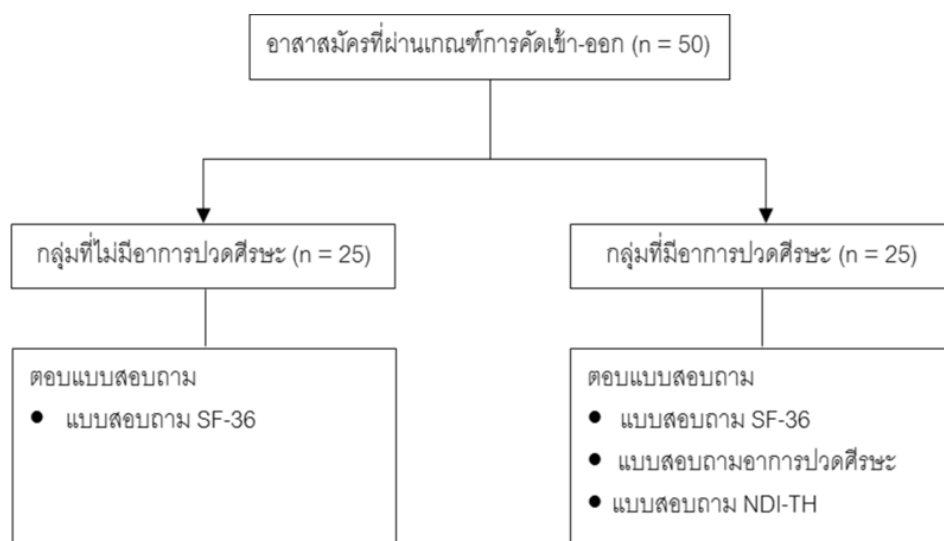 อาสาสมัครที่ผ่านเกณฑ์การคัดเข้า-ออก (n = 50)
กลุ่มที่ไม่มีอาการปวดศีรษะ (n = 25)
กลุ่มที่มีอาการปวดศีรษะ (n = 25)
ตอบแบบสอบถาม
● แบบสอบถาม SF-36
ตอบแบบสอบถาม
● แบบสอบถาม SF-36
● แบบสอบถามอาการปวดศีรษะ
● แบบสอบถาม NDI-TH